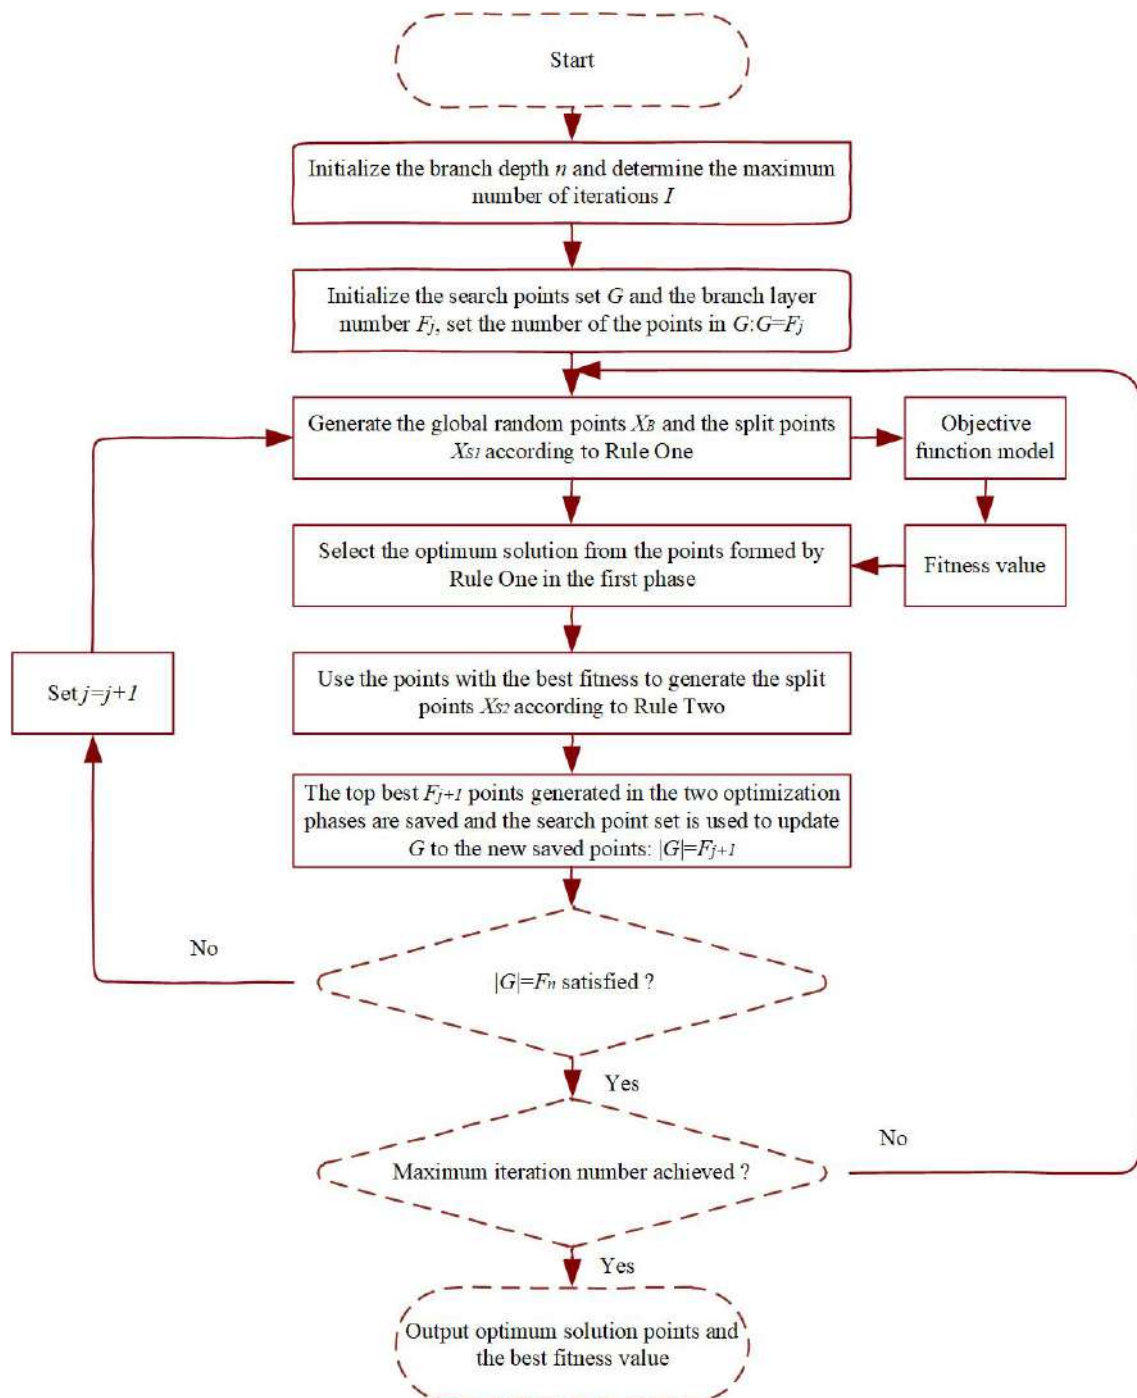 Start
Initialize the branch depth n and determine the maximum
number of iterations I
Initialize the search points set G and the branch layer
number Fj, set the number of the points in G:G=Fj
Generate the global random points XB and the split points
XS1 according to Rule One
Objective
function model
Select the optimum solution from the points formed by
Rule One in the first phase
Fitness value
Use the points with the best fitness to generate the split
points XS2 according to Rule Two
Set j=j+1
The top best Fj+1 points generated in the two optimization
phases are saved and the search point set is used to update
G to the new saved points: |G|=Fj+1
No
|G|=Fn satisfied ?
Yes
No
Maximum iteration number achieved ?
Yes
Output optimum solution points and
the best fitness value